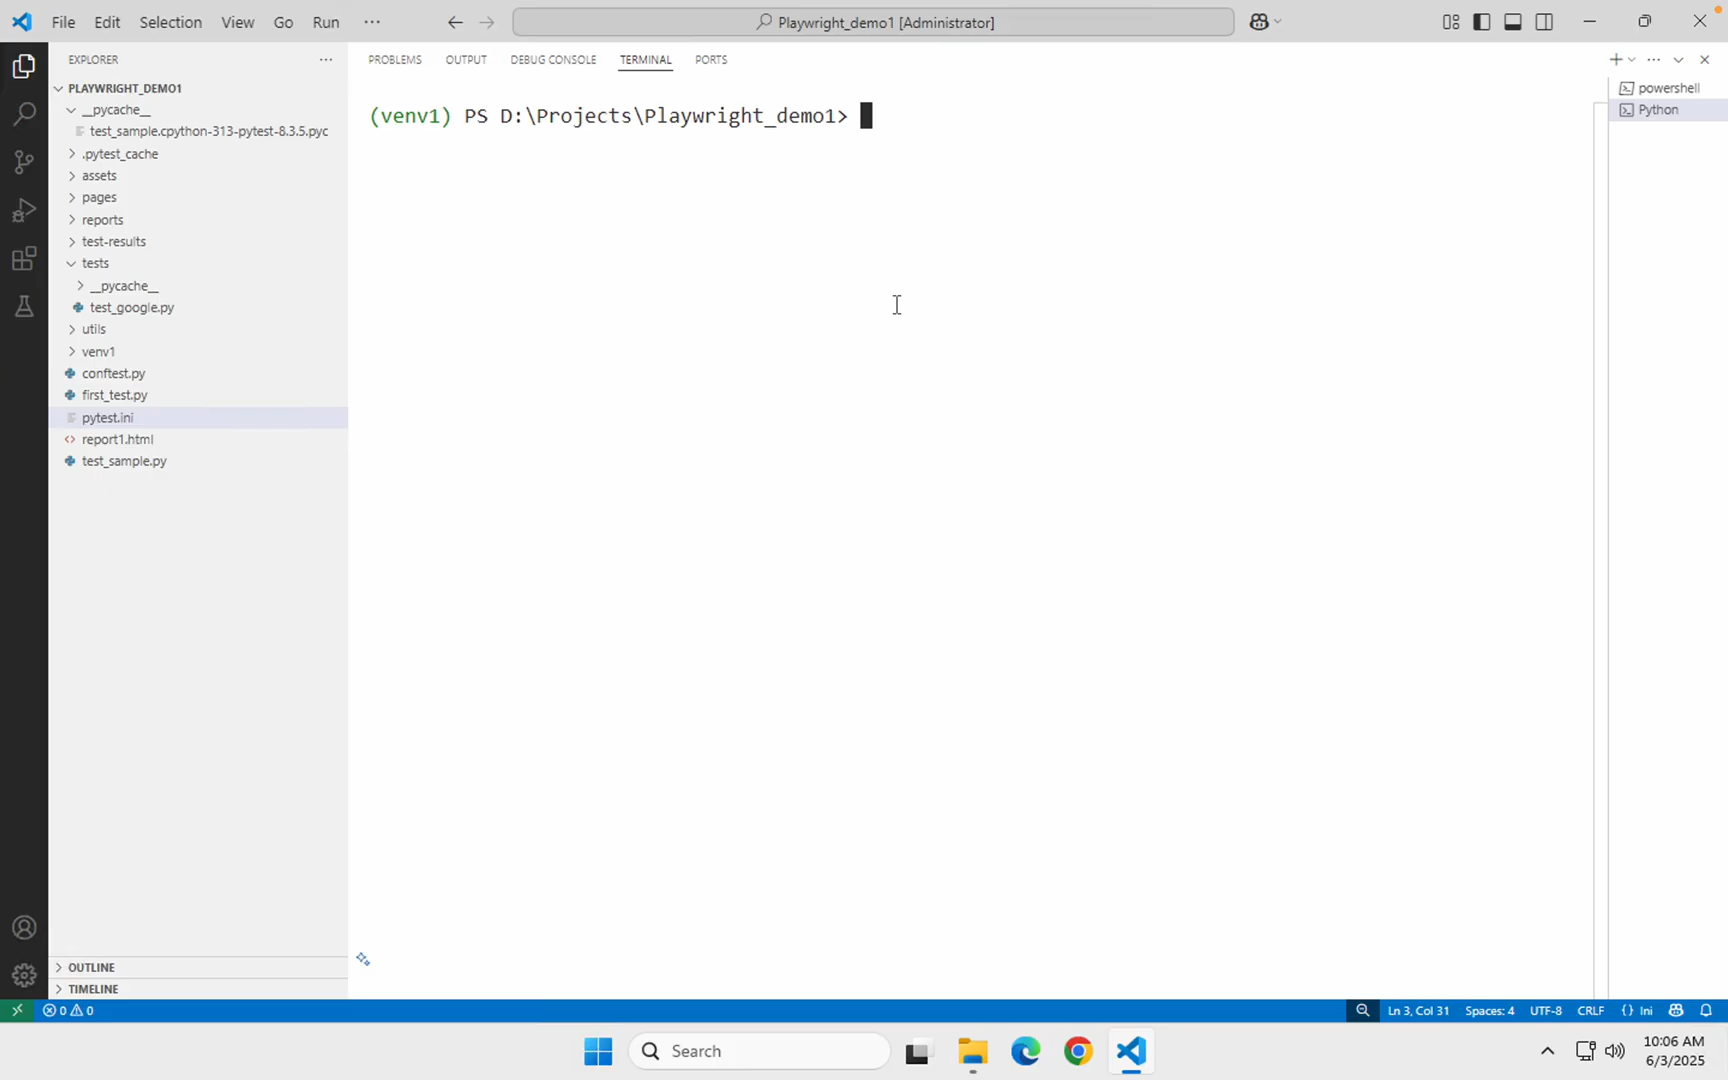 File Edit Selection View Go Run ···
Playwright_demo1 [Administrator]
EXPLORER
PROBLEMS OUTPUT DEBUG CONSOLE TERMINAL PORTS
PLAYWRIGHT_DEMO1
__pycache__
test_sample.cpython-313-pytest-8.3.5.pyc
.pytest_cache
assets
pages
reports
test-results
tests
__pycache__
test_google.py
utils
venv1
conftest.py
first_test.py
pytest.ini
report1.html
test_sample.py
(venv1) PS D:\Projects\Playwright_demo1>
powershell
Python
OUTLINE
TIMELINE
0 0
Ln 3, Col 31 Spaces: 4 UTF-8 CRLF {} Ini
Search
10:06 AM
6/3/2025